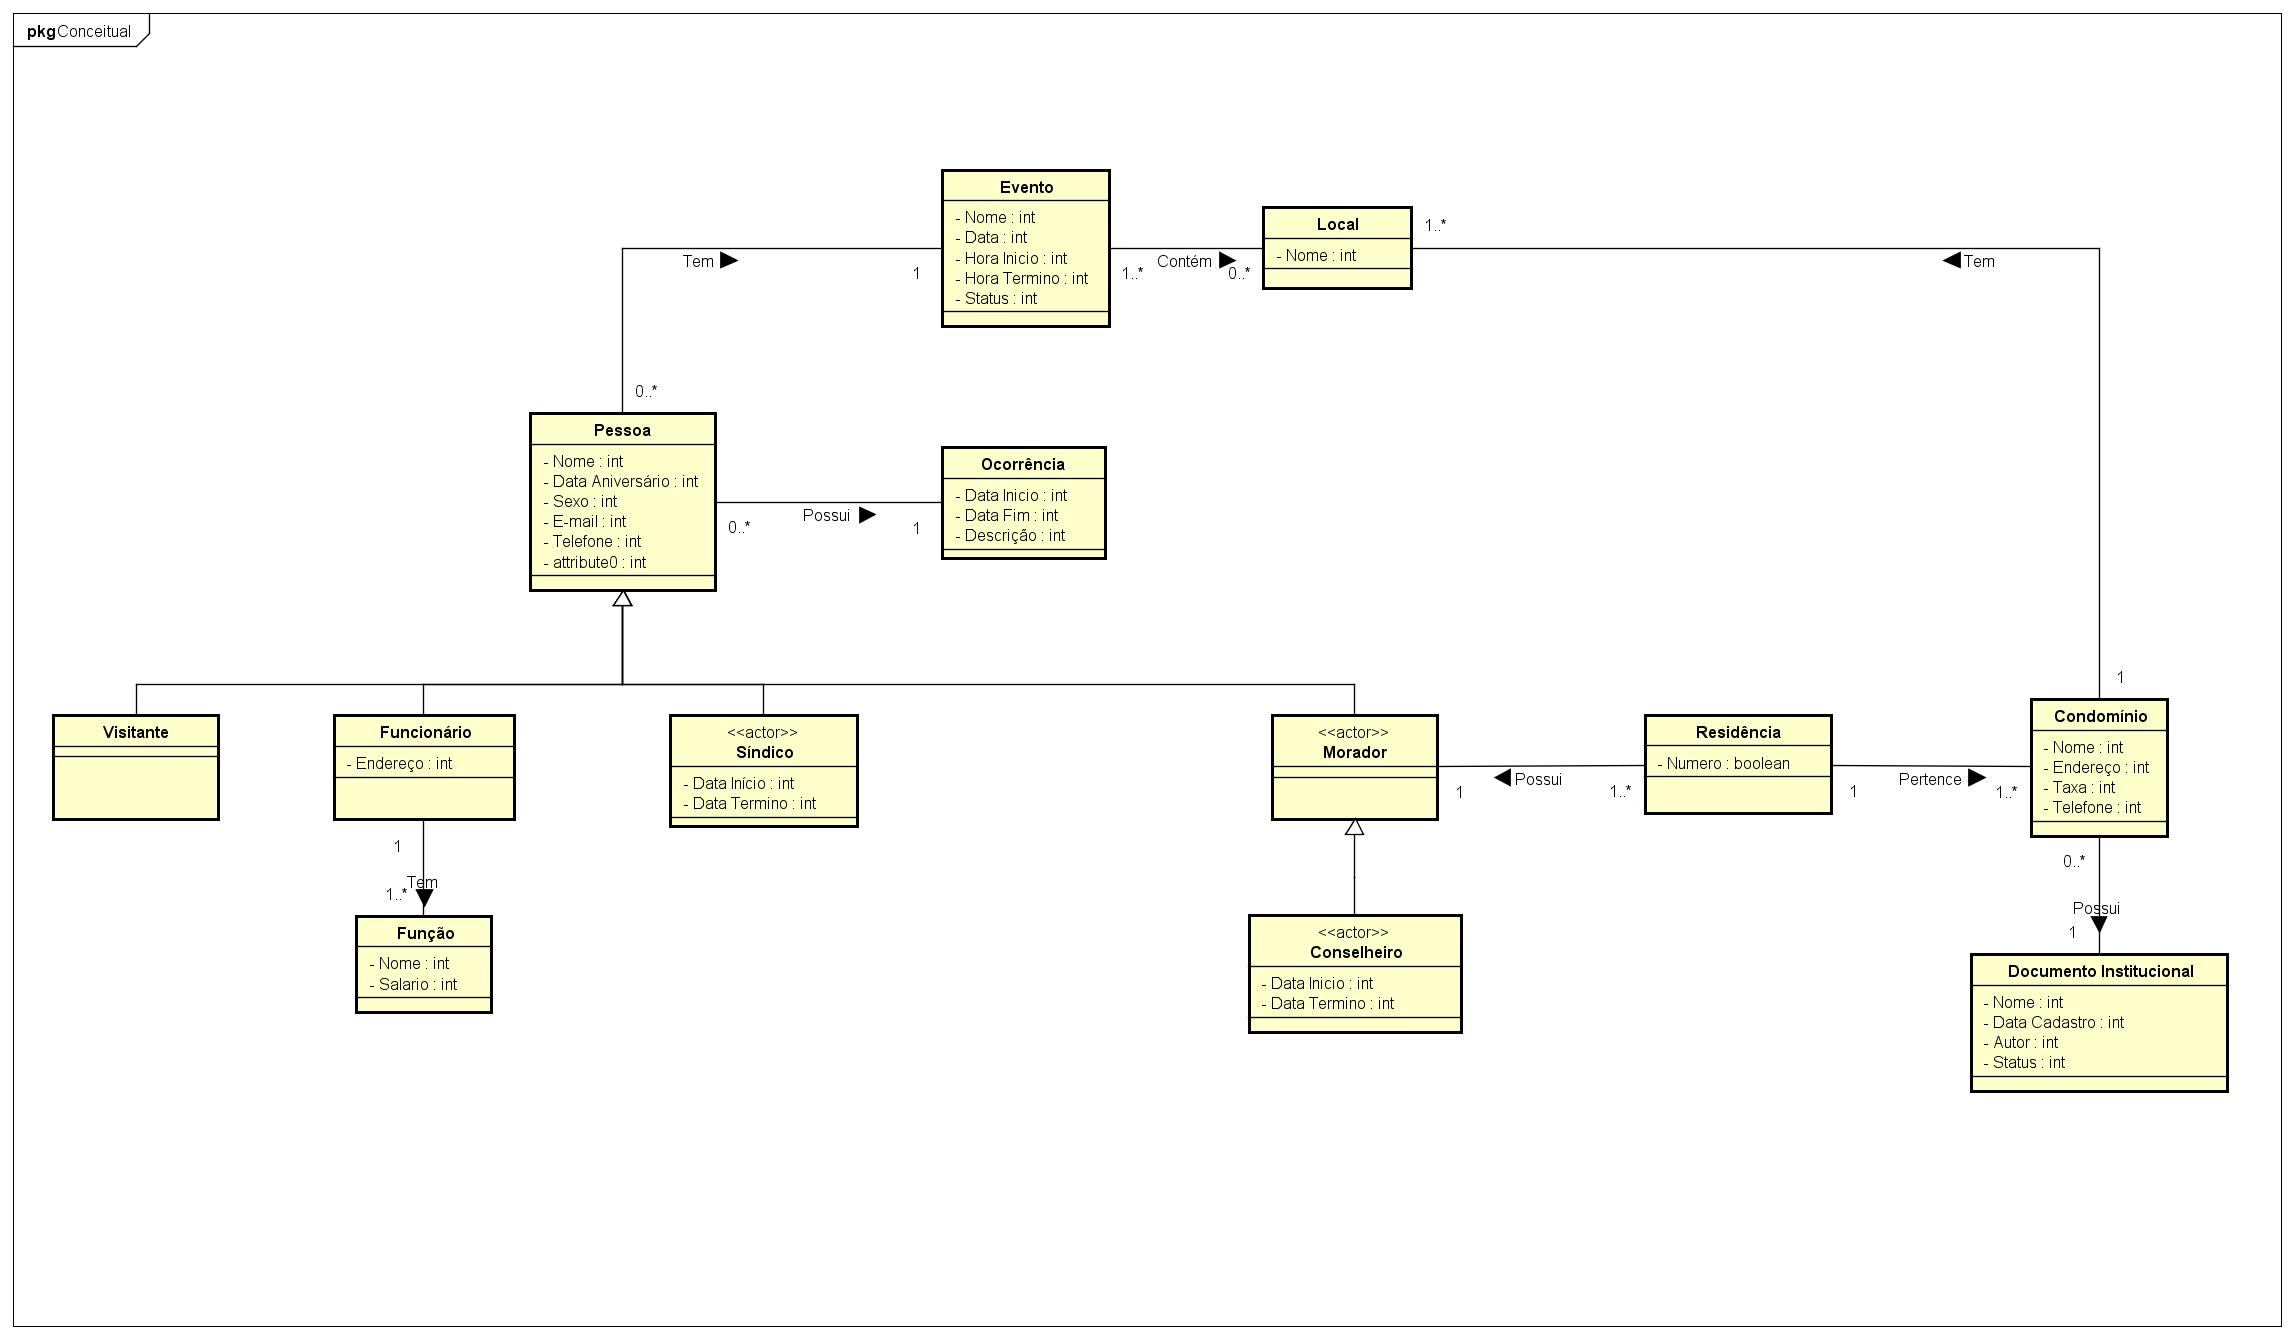 pkg Conceitual
Evento
- Nome : int
- Data : int
- Hora Inicio : int
- Hora Termino : int
- Status : int
Local
- Nome : int
1..*
Tem
1
1..*
Contém
0..*
Tem
0..*
Pessoa
- Nome : int
- Data Aniversário : int
- Sexo : int
- E-mail : int
- Telefone : int
- attribute0 : int
Ocorrência
- Data Inicio : int
- Data Fim : int
- Descrição : int
0..*
Possui
1
1
Visitante
Funcionário
- Endereço : int
<<actor>>
Síndico
- Data Início : int
- Data Termino : int
<<actor>>
Morador
Residência
- Numero : boolean
Condomínio
- Nome : int
- Endereço : int
- Taxa : int
- Telefone : int
1
Possui
1..*
1
Pertence
1..*
1
Tem
1..*
Função
- Nome : int
- Salario : int
<<actor>>
Conselheiro
- Data Inicio : int
- Data Termino : int
0..*
Possui
1
Documento Institucional
- Nome : int
- Data Cadastro : int
- Autor : int
- Status : int